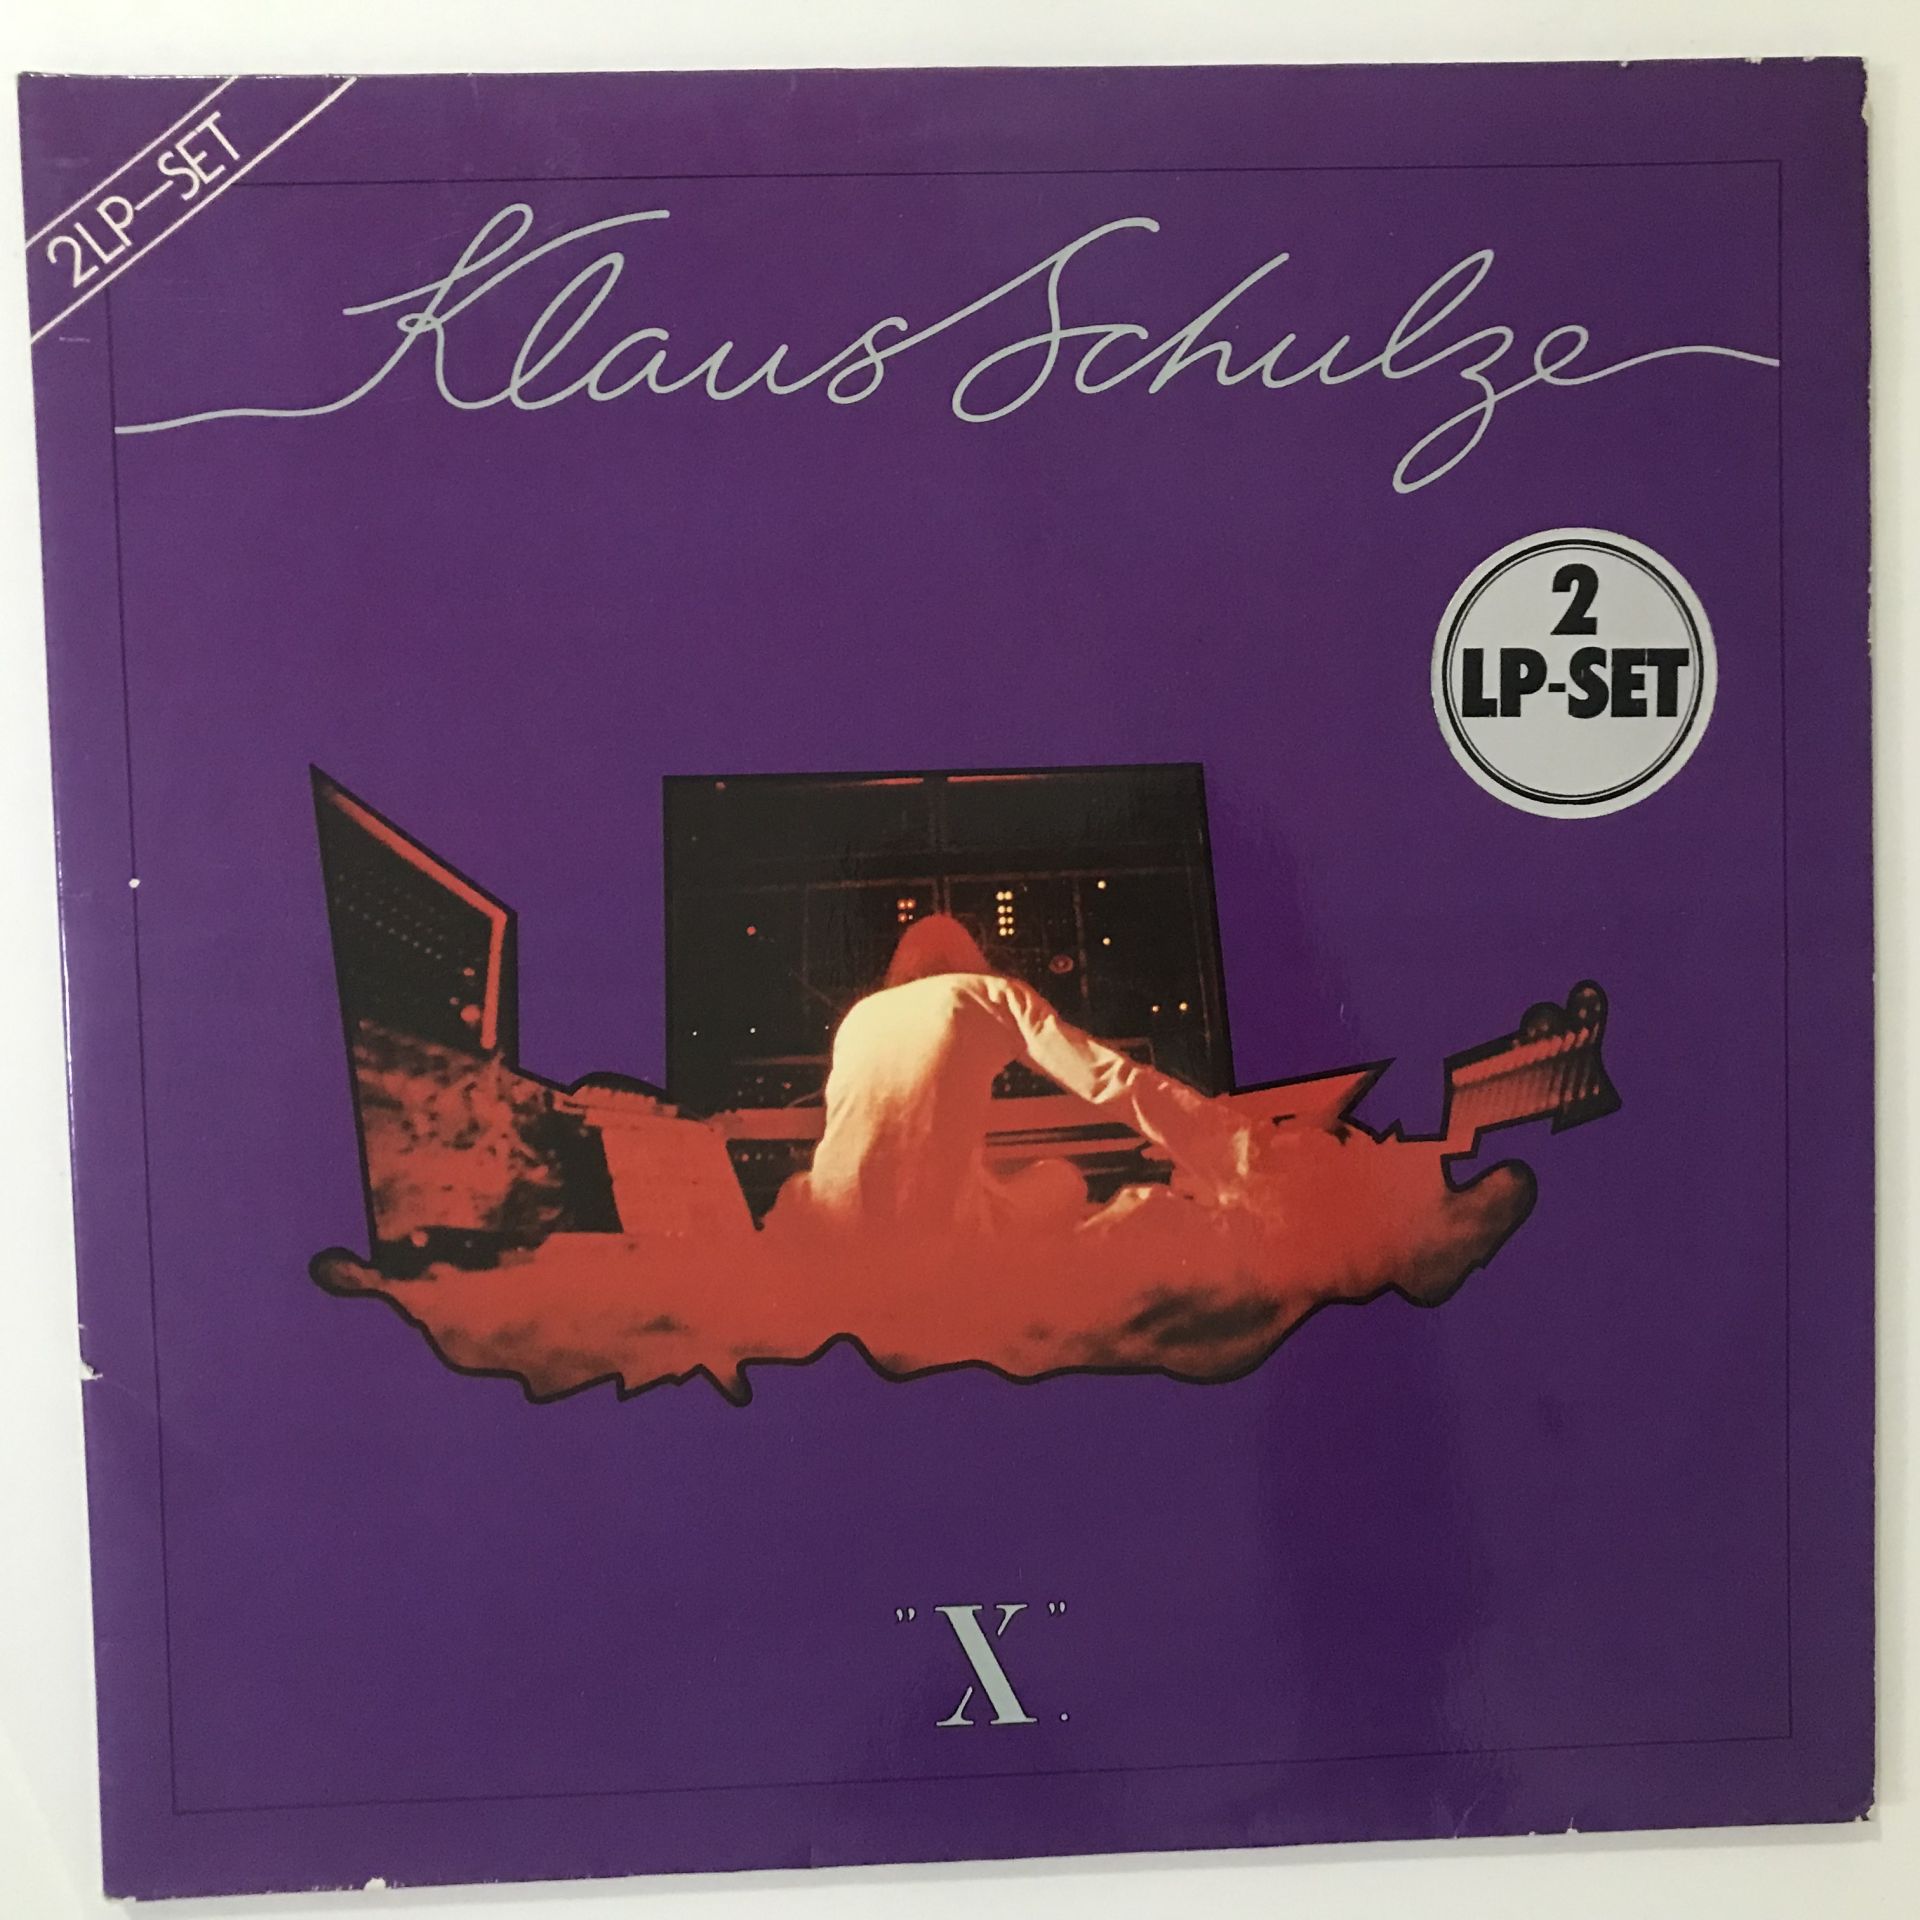 2LP—SET
Klaus Schulze
2
LP-SET
"X".